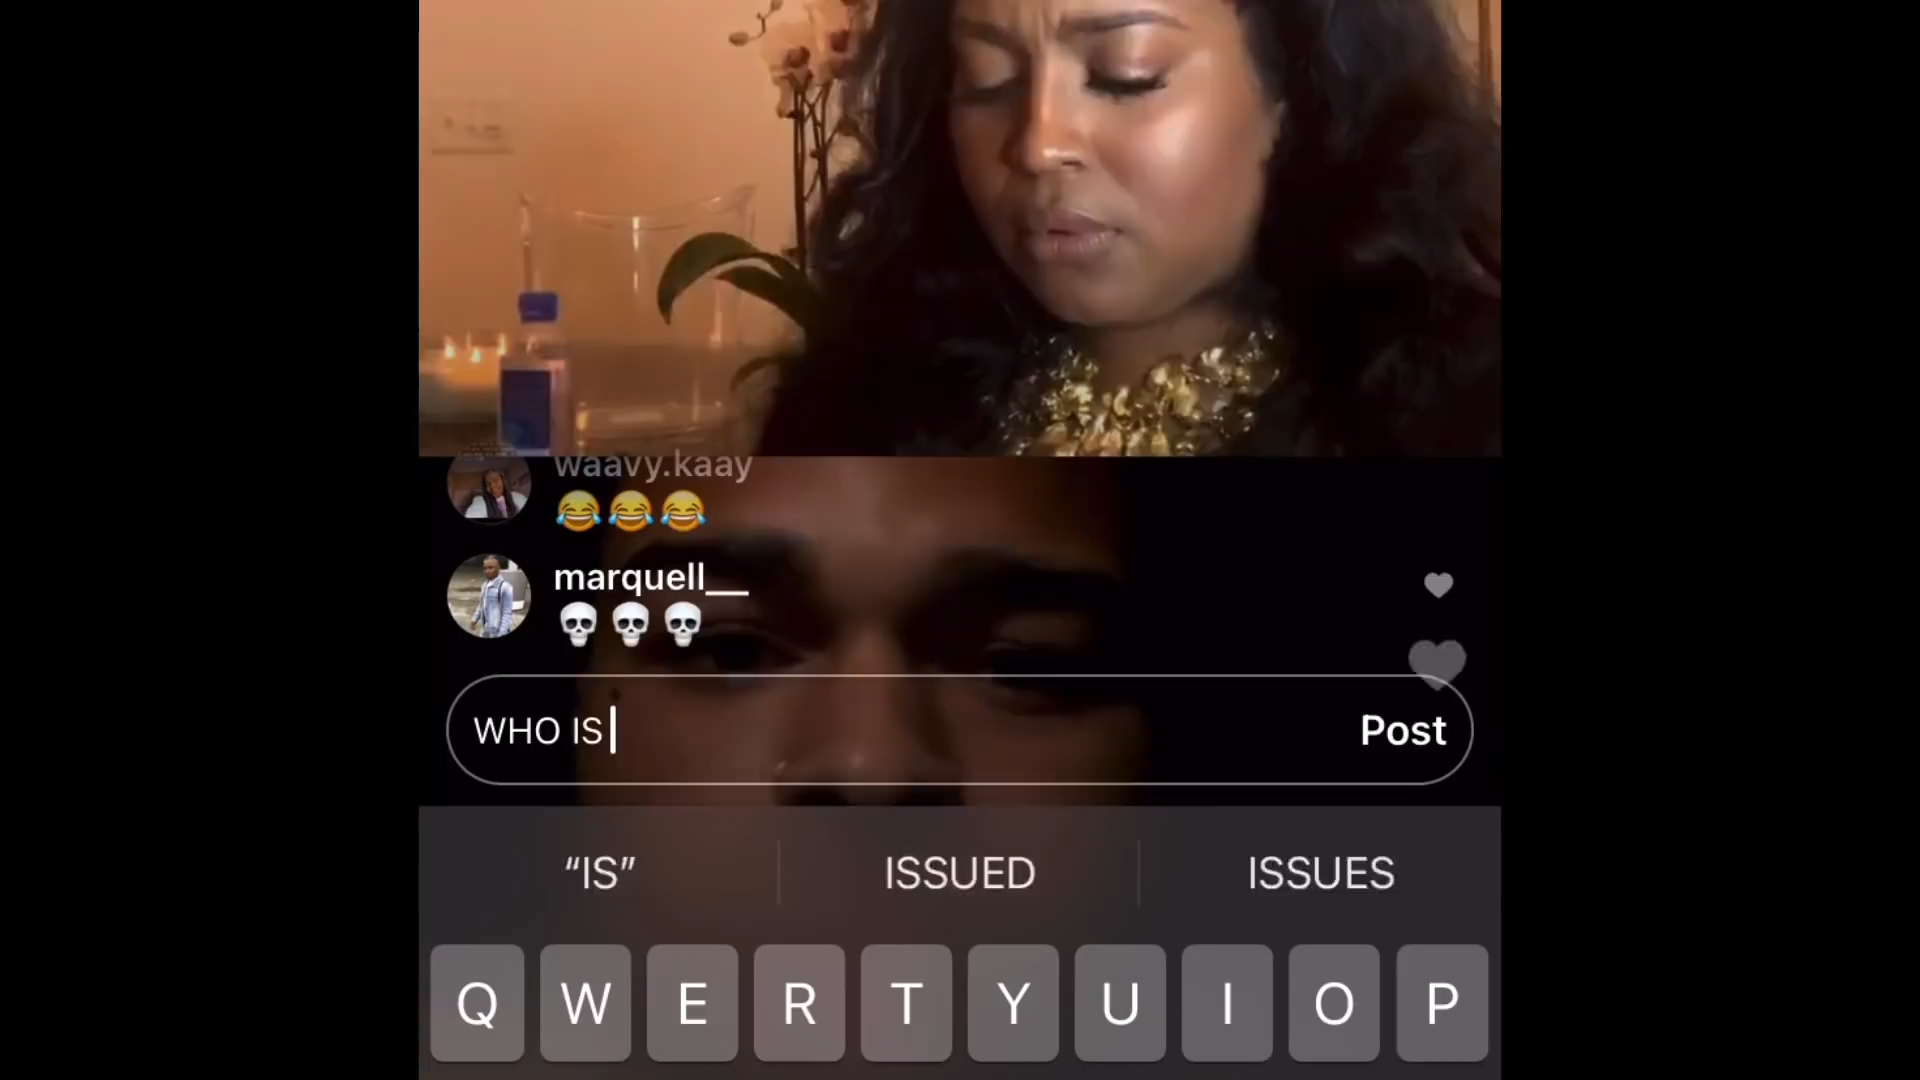 waavy.kaay
😂😂😂
marquell__
💀💀💀
WHO IS
Post
“IS”
ISSUED
ISSUES
Q W E R T Y U I O P